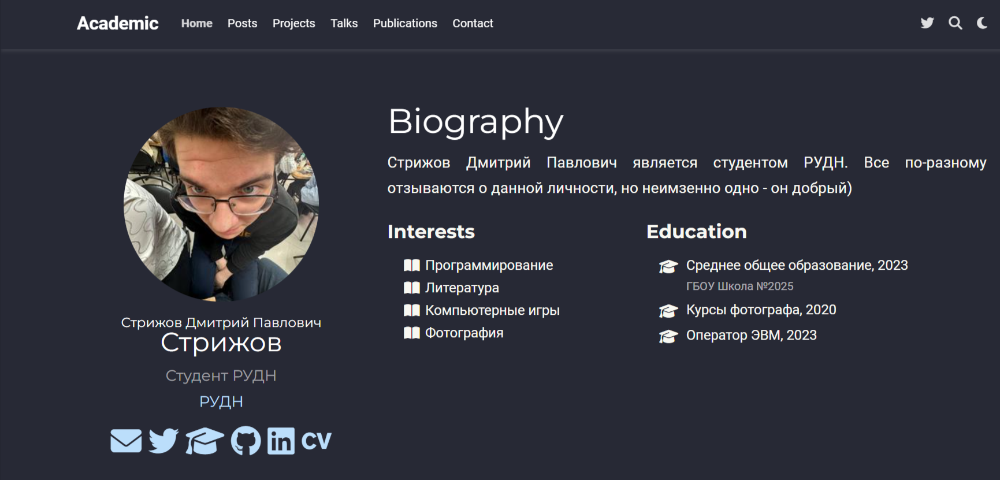 Academic Home Posts Projects Talks Publications Contact
Biography
Стрижов Дмитрий Павлович является студентом РУДН. Все по-разному
отзываются о данной личности, но неимзенно одно - он добрый)
Interests
Программирование
Литература
Компьютерные игры
Фотография
Education
Среднее общее образование, 2023
ГБОУ Школа №2025
Курсы фотографа, 2020
Оператор ЭВМ, 2023
Стрижов Дмитрий Павлович
Стрижов
Студент РУДН
РУДН
in CV